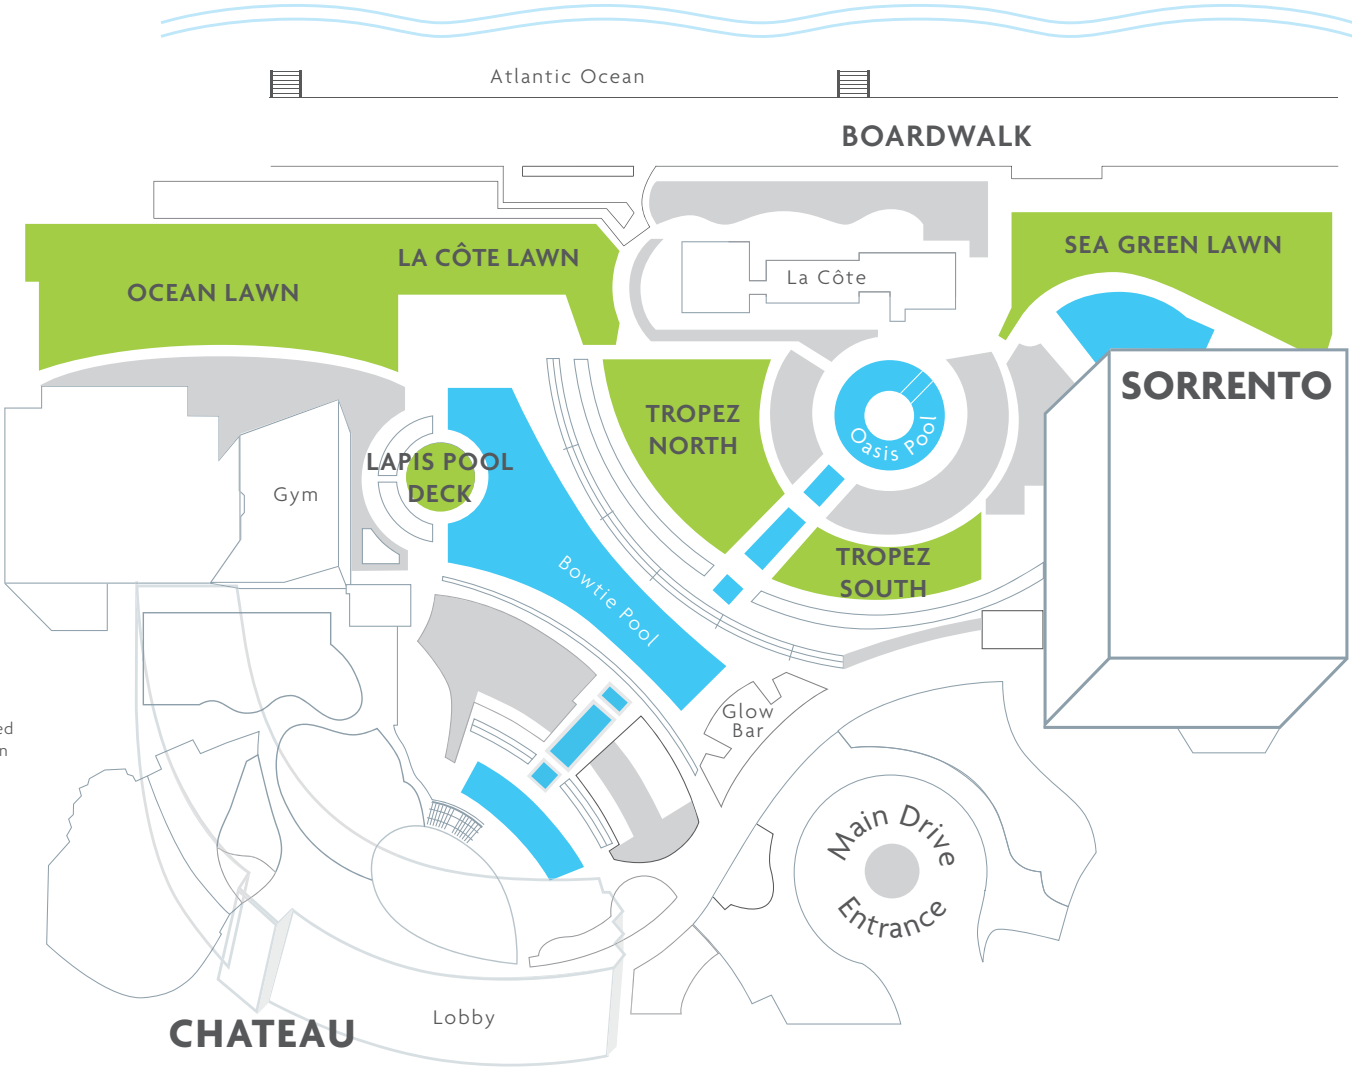 Atlantic Ocean
BOARDWALK
SEA GREEN LAWN
LA CÔTE LAWN
La Côte
OCEAN LAWN
SORRENTO
TROPEZ
NORTH
Oasis Pool
LAPIS POOL
DECK
Gym
TROPEZ
SOUTH
Bowtie Pool
Glow
Bar
ed
n
Main Drive
Entrance
Lobby
CHATEAU